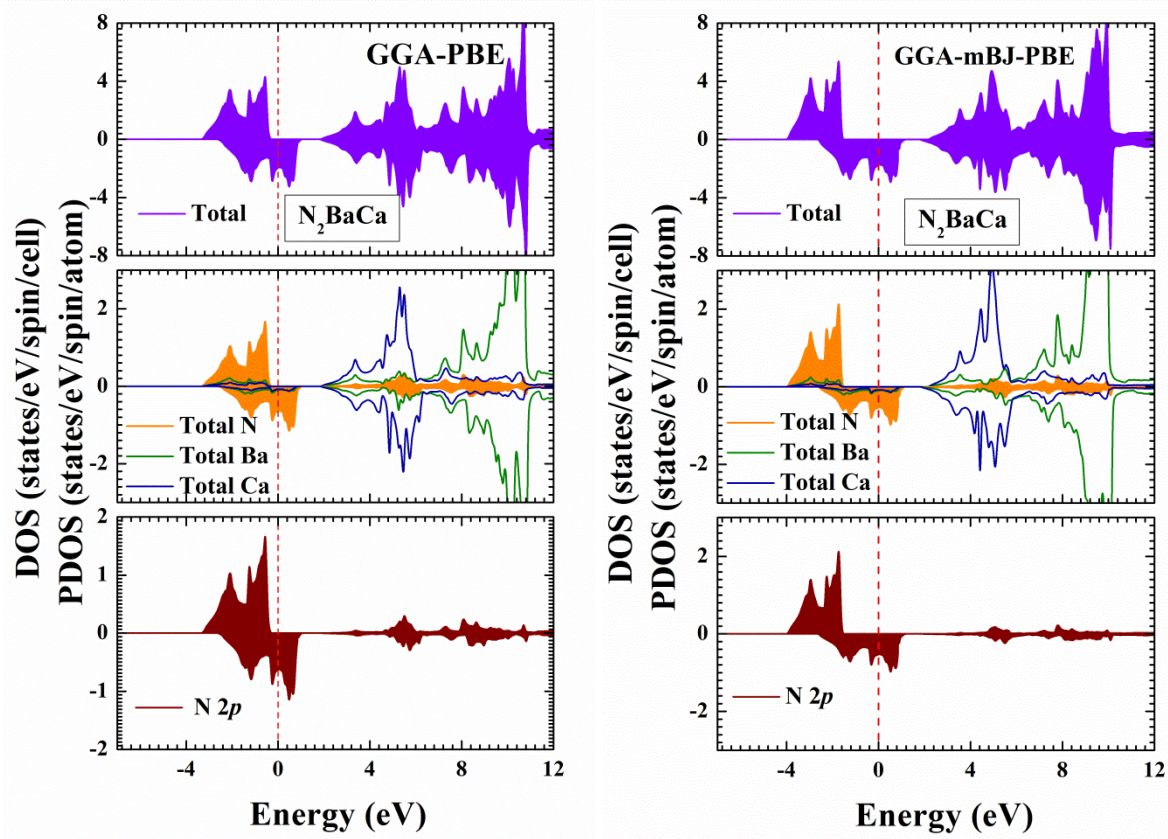 DOS (states/eV/spin/cell)
PDOS (states/eV/spin/atom)
8
4
0
-4
-8
GGA-PBE
Total
N₂BaCa
2
0
-2
Total N
Total Ba
Total Ca
2
1
0
-1
-2
N 2p
-4
0
4
8
12
Energy (eV)
DOS (states/eV/spin/cell)
PDOS (states/eV/spin/atom)
8
4
0
-4
-8
GGA-mBJ-PBE
Total
N₂BaCa
2
0
-2
Total N
Total Ba
Total Ca
2
0
-2
N 2p
-4
0
4
8
12
Energy (eV)